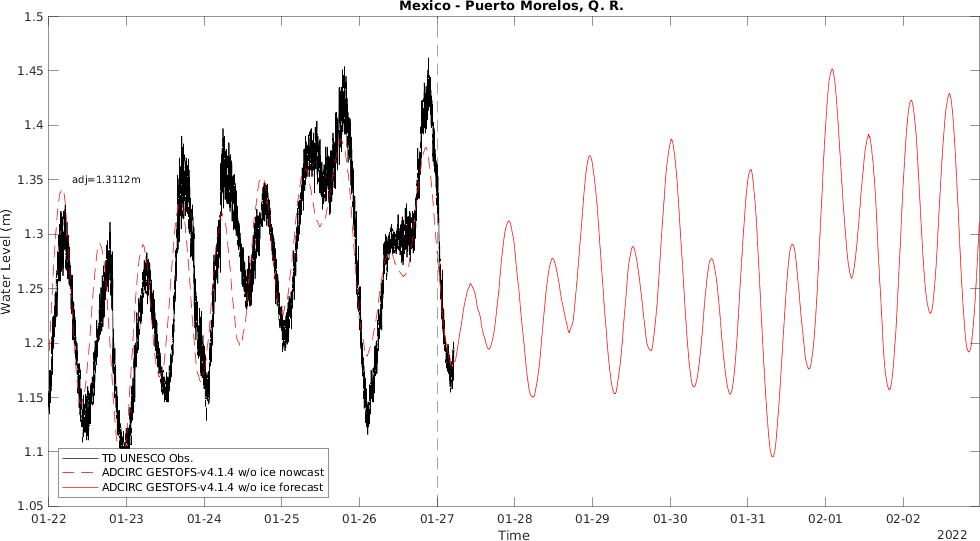 Mexico - Puerto Morelos, Q. R.
1.5
1.45
1.4
1.35
1.3
1.25
1.2
1.15
1.1
1.05
Water Level (m)
adj=1.3112m
TD UNESCO Obs.
ADCIRC GESTOFS-v4.1.4 w/o ice nowcast
ADCIRC GESTOFS-v4.1.4 w/o ice forecast
01-22 01-23 01-24 01-25 01-26 01-27 01-28 01-29 01-30 01-31 02-01 02-02
Time
2022